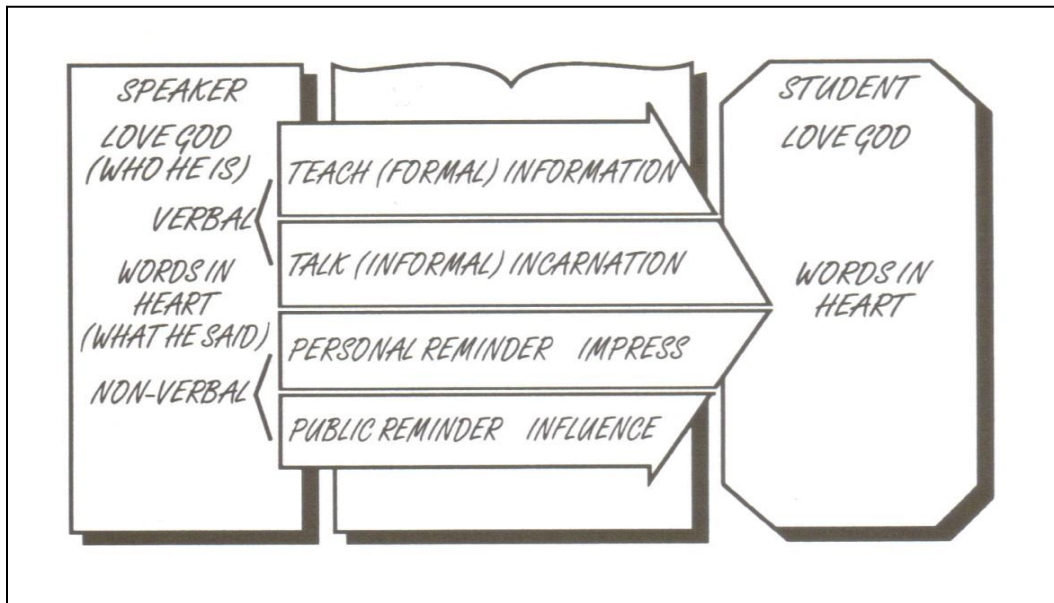 SPEAKER
LOVE GOD
(WHO HE IS)
VERBAL
WORDS IN
HEART
(WHAT HE SAID)
NON-VERBAL
TEACH (FORMAL) INFORMATION
TALK (INFORMAL) INCARNATION
PERSONAL REMINDER IMPRESS
PUBLIC REMINDER INFLUENCE
STUDENT
LOVE GOD
WORDS IN
HEART